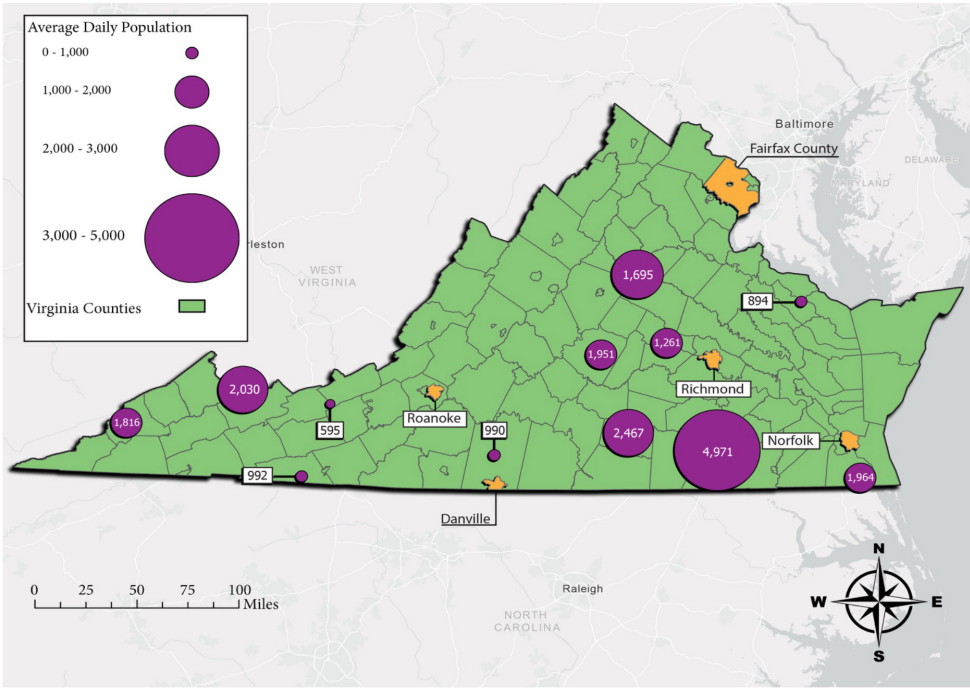 Average Daily Population
0 - 1,000
1,000 - 2,000
2,000 - 3,000
3,000 - 5,000
Virginia Counties
rleston
WEST
VIRGINIA
Baltimore
Fairfax County
DELAWARE
MARYLAND
1,695
894
1,951
1,261
Richmond
2,030
1,816
595
Roanoke
990
2,467
4,971
Norfolk
992
1,964
Danville
0 25 50 75 100
Miles
Raleigh
NORTH
CAROLINA
N
W E
S